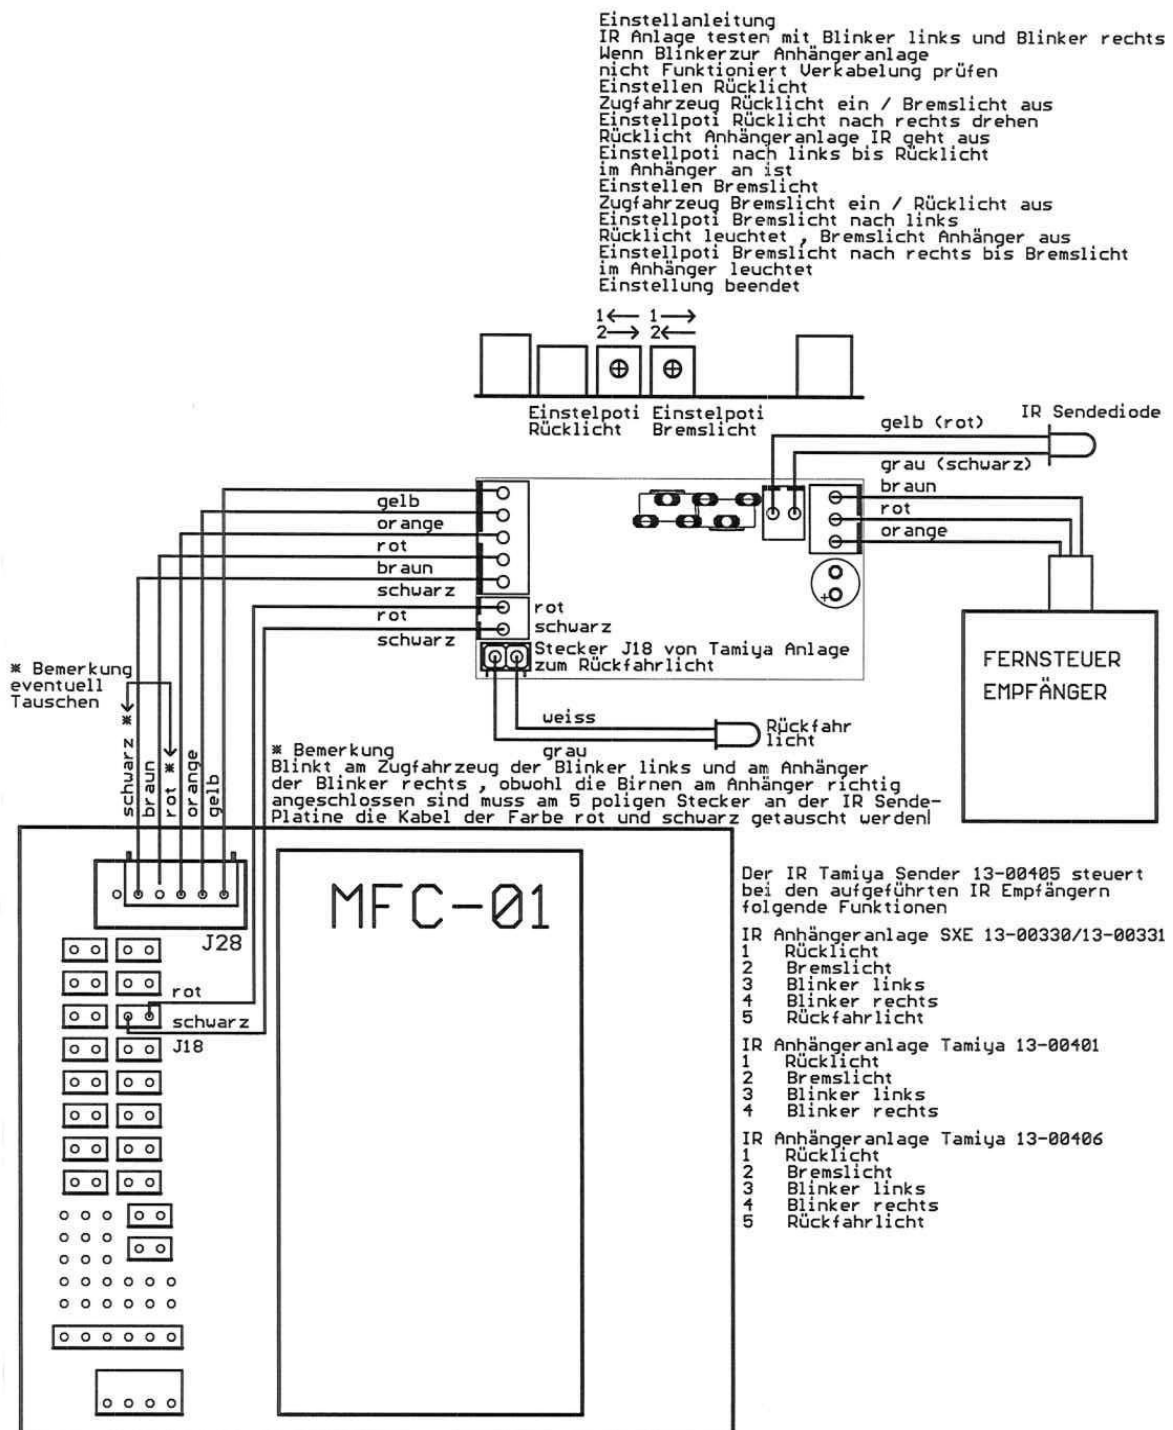 Einstellanleitung
IR Anlage testen mit Blinker links und Blinker rechts
Wenn Blinkerzur Anhängeranlage
nicht Funktioniert Verkabelung prüfen
Einstellen Rücklicht
Zugfahrzeug Rücklicht ein / Bremslicht aus
Einstellpoti Rücklicht nach rechts drehen
Rücklicht Anhängeranlage IR geht aus
Einstellpoti nach links bis Rücklicht
im Anhänger an ist
Einstellen Bremslicht
Zugfahrzeug Bremslicht ein / Rücklicht aus
Einstellpoti Bremslicht nach links
Rücklicht leuchtet , Bremslicht Anhänger aus
Einstellpoti Bremslicht nach rechts bis Bremslicht
im Anhänger leuchtet
Einstellung beendet
1← 1→
2→ 2←
Einstelpoti Rücklicht
Einstelpoti Bremslicht
IR Sendediode
gelb (rot)
grau (schwarz)
braun
rot
orange
gelb
orange
rot
braun
schwarz
rot
schwarz
rot
schwarz
Stecker J18 von Tamiya Anlage
zum Rückfahrlicht
+
FERNSTEUER
EMPFÄNGER
* Bemerkung
eventuell
Tauschen
weiss
grau
Rückfahr
licht
schwarz *
braun
rot *
orange
gelb
* Bemerkung
Blinkt am Zugfahrzeug der Blinker links und am Anhänger
der Blinker rechts , obwohl die Birnen am Anhänger richtig
angeschlossen sind muss am 5 poligen Stecker an der IR Sende-
Platine die Kabel der Farbe rot und schwarz getauscht werden!
MFC-01
J28
rot
schwarz
J18
Der IR Tamiya Sender 13-00405 steuert
bei den aufgeführten IR Empfängern
folgende Funktionen
IR Anhängeranlage SXE 13-00330/13-00331
1 Rücklicht
2 Bremslicht
3 Blinker links
4 Blinker rechts
5 Rückfahrlicht
IR Anhängeranlage Tamiya 13-00401
1 Rücklicht
2 Bremslicht
3 Blinker links
4 Blinker rechts
IR Anhängeranlage Tamiya 13-00406
1 Rücklicht
2 Bremslicht
3 Blinker links
4 Blinker rechts
5 Rückfahrlicht